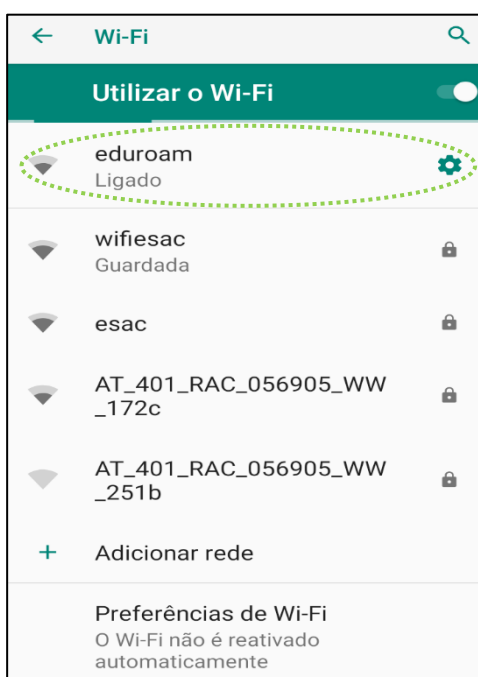 Wi-Fi
Utilizar o Wi-Fi
eduroam
Ligado
wifiesac
Guardada
esac
AT_401_RAC_056905_WW
_172c
AT_401_RAC_056905_WW
_251b
Adicionar rede
Preferências de Wi-Fi
O Wi-Fi não é reativado
automaticamente